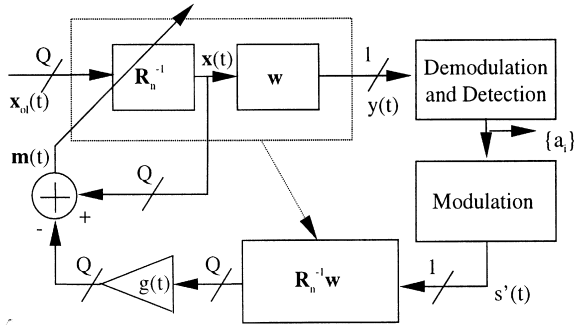 Q
x_ol(t)
R_n^-1
x(t)
w
1
y(t)
Demodulation
and Detection
{a_i}
m(t)
Q
+
-
Modulation
Q
g(t)
Q
R_n^-1 w
1
s'(t)